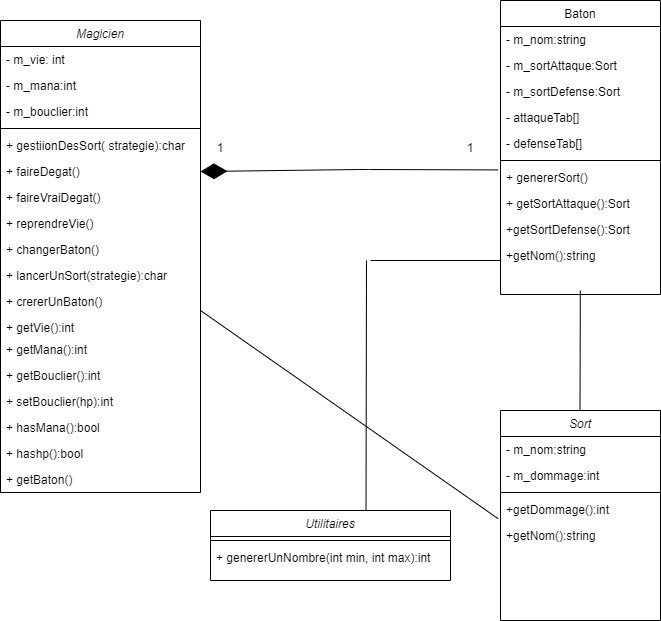 Magicien
- m_vie: int
- m_mana:int
- m_bouclier:int
+ gestiionDesSort( strategie):char
+ faireDegat()
+ faireVraiDegat()
+ reprendreVie()
+ changerBaton()
+ lancerUnSort(strategie):char
+ crererUnBaton()
+ getVie():int
+ getMana():int
+ getBouclier():int
+ setBouclier(hp):int
+ hasMana():bool
+ hashp():bool
+ getBaton()
1
1
Baton
- m_nom:string
- m_sortAttaque:Sort
- m_sortDefense:Sort
- attaqueTab[]
- defenseTab[]
+ genererSort()
+ getSortAttaque():Sort
+getSortDefense():Sort
+getNom():string
Sort
- m_nom:string
- m_dommage:int
+getDommage():int
+getNom():string
Utilitaires
+ genererUnNombre(int min, int max):int